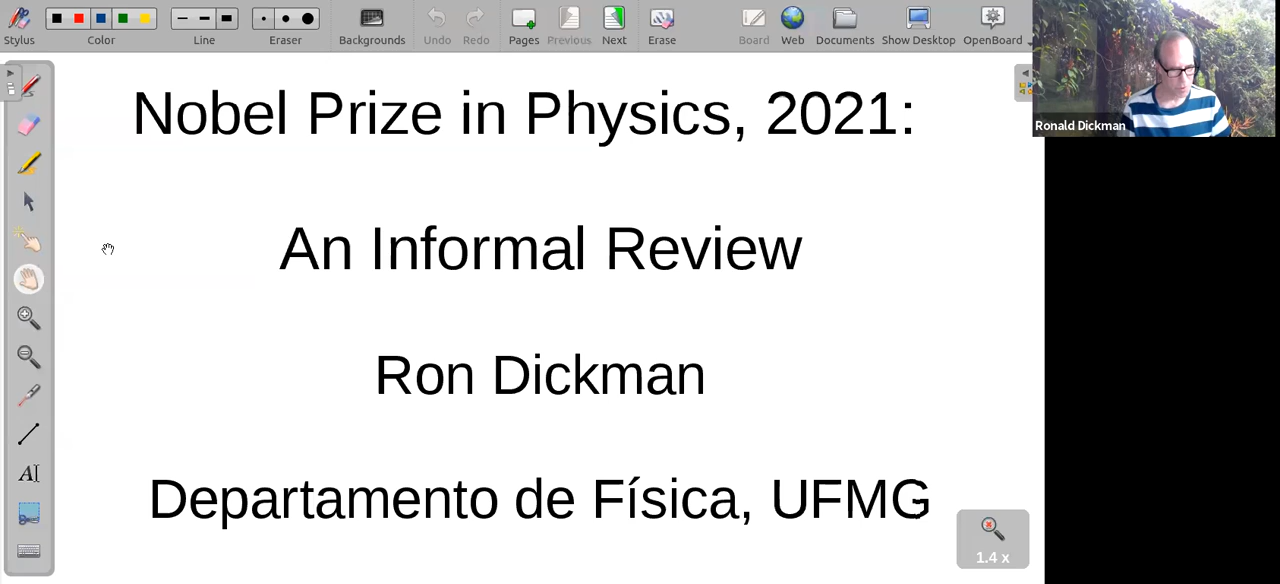 Stylus
Color
Line
Eraser
Backgrounds
Undo
Redo
Pages
Previous
Next
Erase
Board
Web
Documents
Show Desktop
OpenBoard
Ronald Dickman
Nobel Prize in Physics, 2021:
An Informal Review
Ron Dickman
Departamento de Física, UFMG
1.4 x